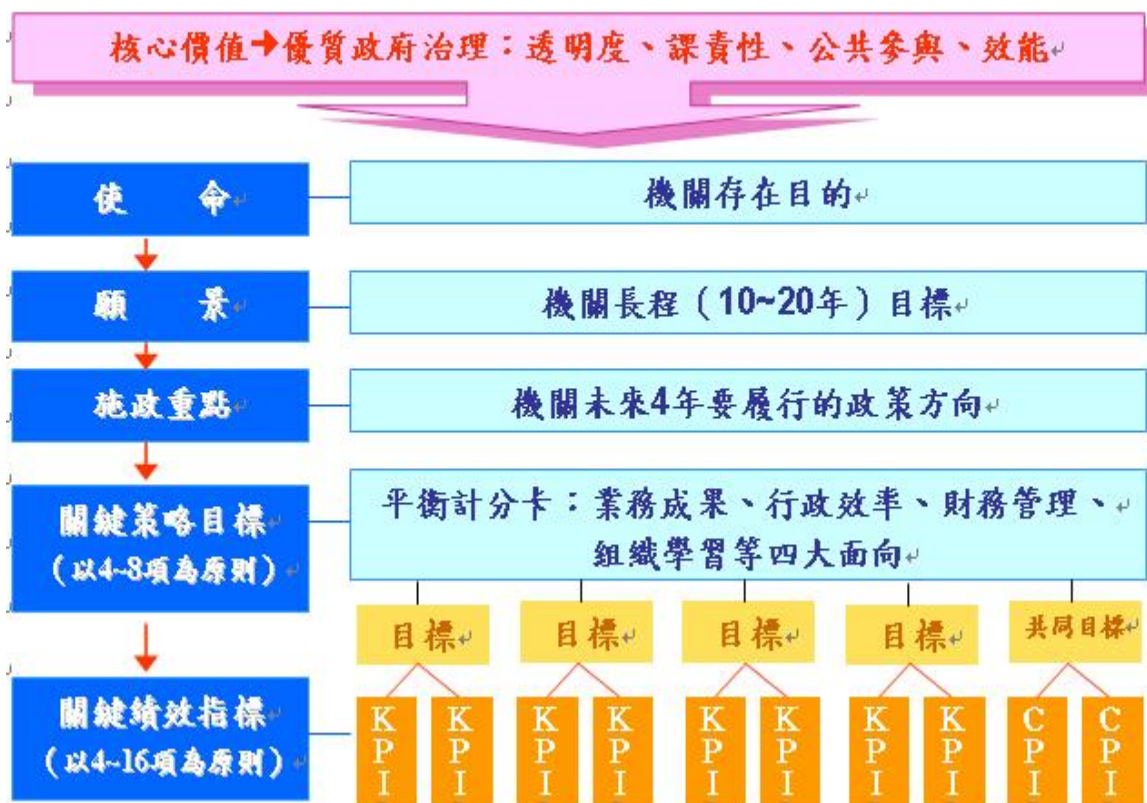 核心價值➔優質政府治理：透明度、課責性、公共參與、效能
使　　命
機關存在目的
願　　景
機關長程（10~20年）目標
施政重點
機關未來4年要履行的政策方向
關鍵策略目標
（以4~8項為原則）
平衡計分卡：業務成果、行政效率、財務管理、
組織學習等四大面向
目標
目標
目標
目標
共同目標
關鍵績效指標
（以4~16項為原則）
KPI
KPI
KPI
KPI
KPI
KPI
KPI
KPI
CPI
CPI